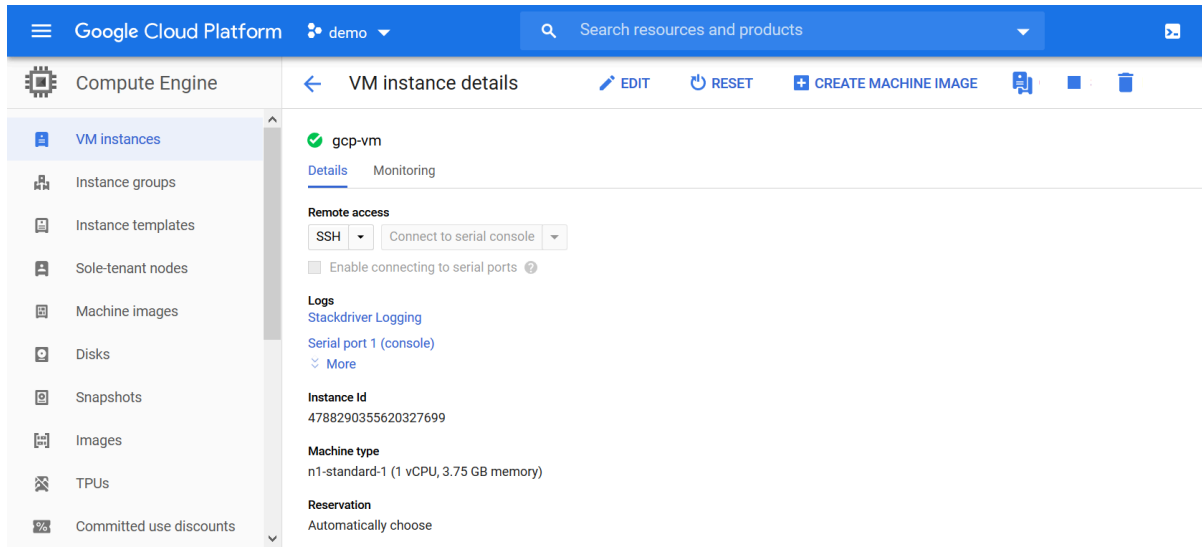 Google Cloud Platform demo Search resources and products
Compute Engine VM instance details EDIT RESET CREATE MACHINE IMAGE
VM instances
Instance groups
Instance templates
Sole-tenant nodes
Machine images
Disks
Snapshots
Images
TPUs
Committed use discounts
gcp-vm
Details Monitoring
Remote access
SSH Connect to serial console
Enable connecting to serial ports ?
Logs
Stackdriver Logging
Serial port 1 (console)
More
Instance Id
4788290355620327699
Machine type
n1-standard-1 (1 vCPU, 3.75 GB memory)
Reservation
Automatically choose